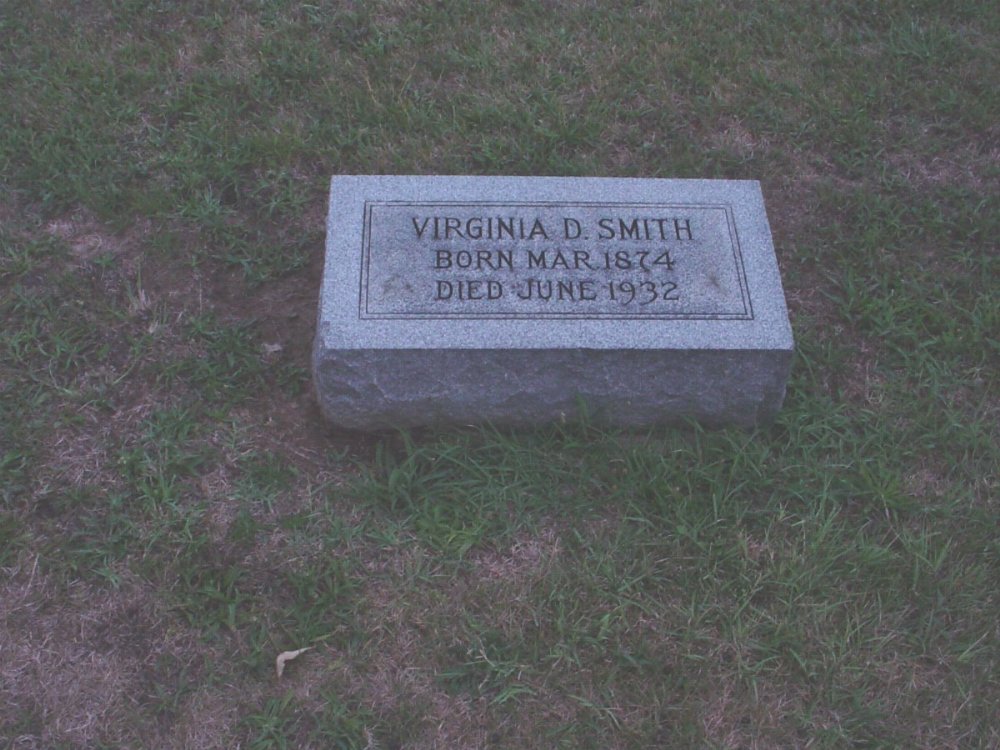 VIRGINIA D. SMITH
BORN MAR. 1874
DIED JUNE 1932